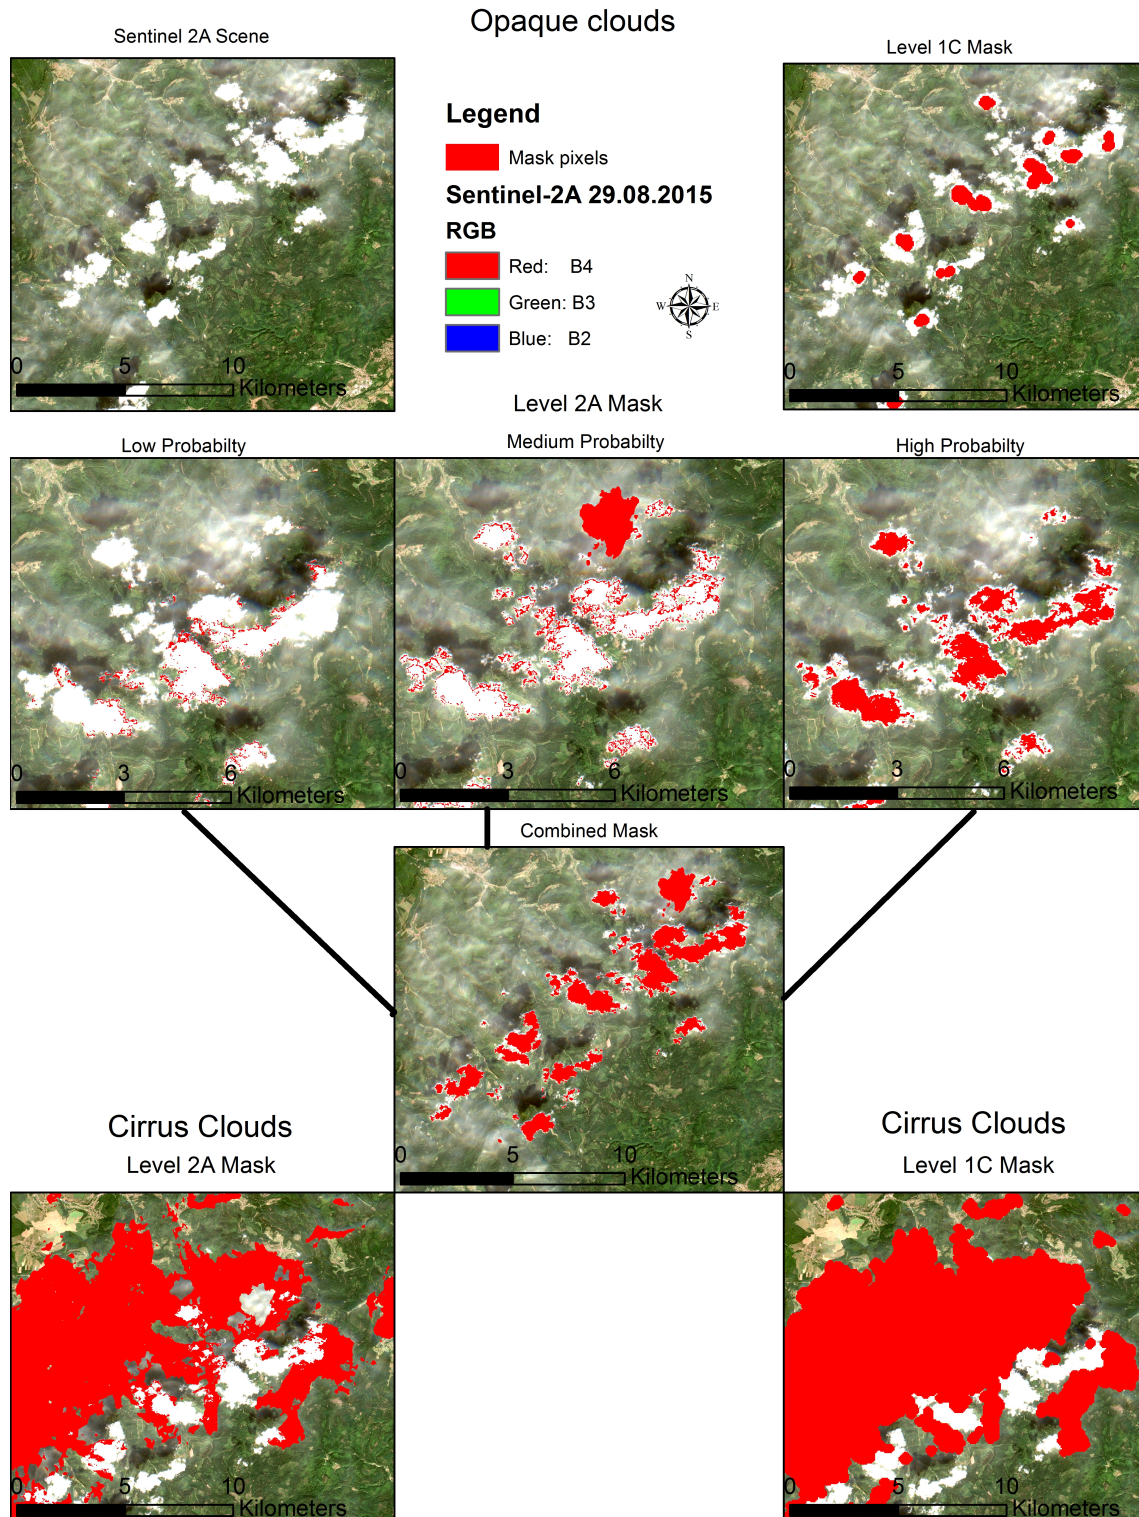 Opaque clouds
Sentinel 2A Scene
Level 1C Mask
Legend
Mask pixels
Sentinel-2A 29.08.2015
RGB
Red: B4
Green: B3
Blue: B2
N
W E
S
0 5 10
Kilometers
0 5 10
Kilometers
Level 2A Mask
Low Probabilty
Medium Probabilty
High Probabilty
0 3 6
Kilometers
0 3 6
Kilometers
0 3 6
Kilometers
Combined Mask
0 5 10
Kilometers
Cirrus Clouds
Level 2A Mask
Cirrus Clouds
Level 1C Mask
0 5 10
Kilometers
0 5 10
Kilometers